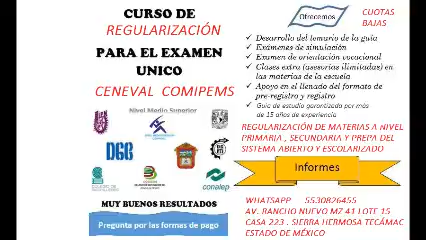 CURSO DE
REGULARIZACIÓN
PARA EL EXAMEN
UNICO
CENEVAL COMIPEMS
Nivel Medio Superior
DGB
conalep
MUY BUENOS RESULTADOS
Pregunta por las formas de pago
Ofrecemos
CUOTAS
BAJAS
✓ Desarrollo del temario de la guía
✓ Exámenes de simulación
✓ Examen de orientación vocacional
✓ Clases extra (asesorías ilimitadas) en
las materias de la escuela
✓ Apoyo en el llenado del formato de
pre-registro y registro
✓ Guía de estudio garantizada por más
de 15 años de experiencia
REGULARIZACIÓN DE MATERIAS A NIVEL
PRIMARIA , SECUNDARIA Y PREPA DEL
SISTEMA ABIERTO Y ESCOLARIZADO
Informes
WHATSAPP 5530826455
AV. RANCHO NUEVO MZ 41 LOTE 15
CASA 223 . SIERRA HERMOSA TECÁMAC
ESTADO DE MÉXICO